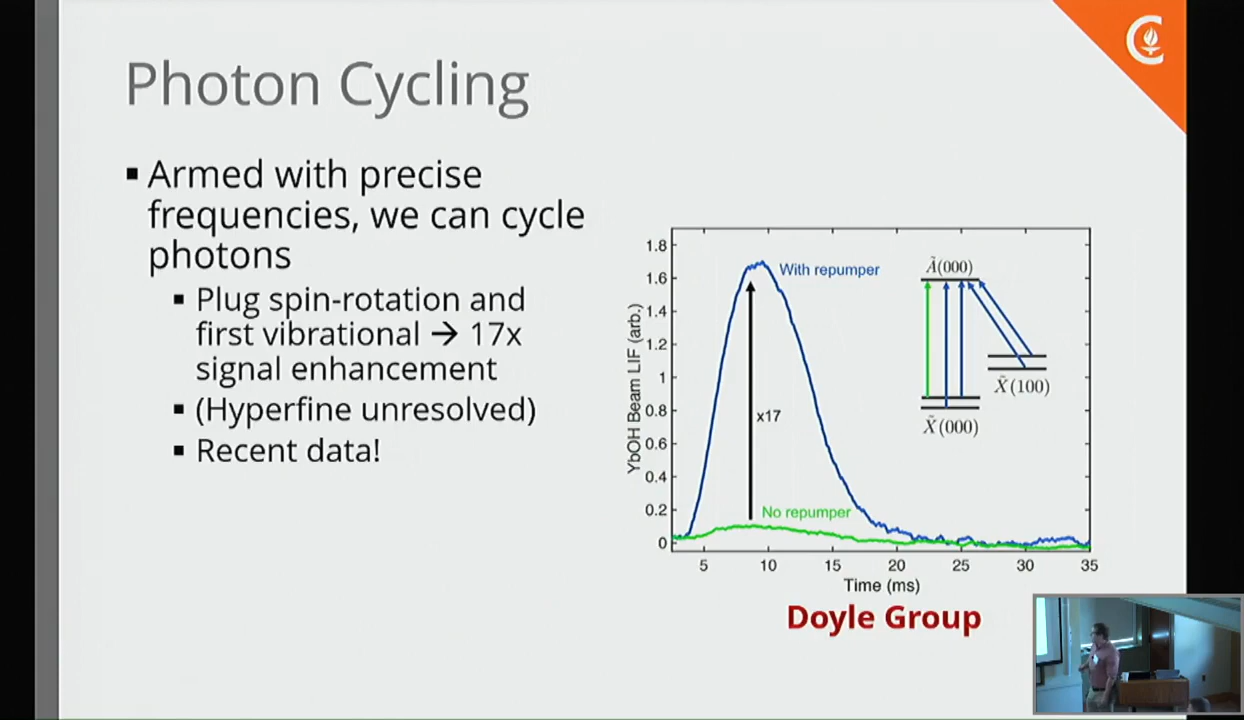 Photon Cycling
▪ Armed with precise
frequencies, we can cycle
photons
▪ Plug spin-rotation and
first vibrational → 17x
signal enhancement
▪ (Hyperfine unresolved)
▪ Recent data!
YbOH Beam LIF (arb.)
1.8
1.6
1.4
1.2
1
0.8
0.6
0.4
0.2
0
With repumper
x17
No repumper
Ã(000)
X̃(100)
X̃(000)
5 10 15 20 25 30 35
Time (ms)
Doyle Group